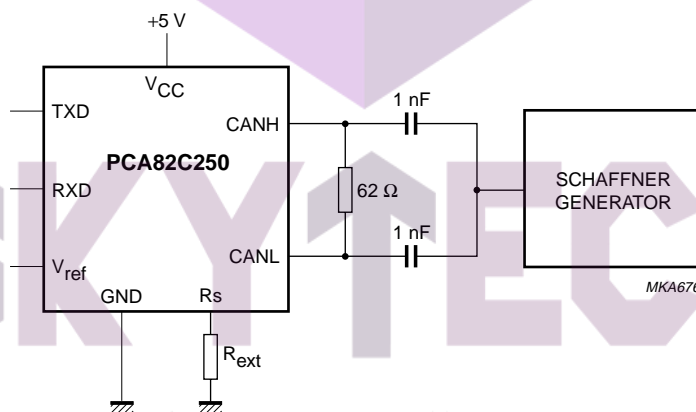 +5 V
VCC
TXD
CANH
1 nF
PCA82C250
RXD
62 Ω
SCHAFFNER
GENERATOR
1 nF
CANL
Vref
GND
Rs
MKA676
Rext
SKYTEC